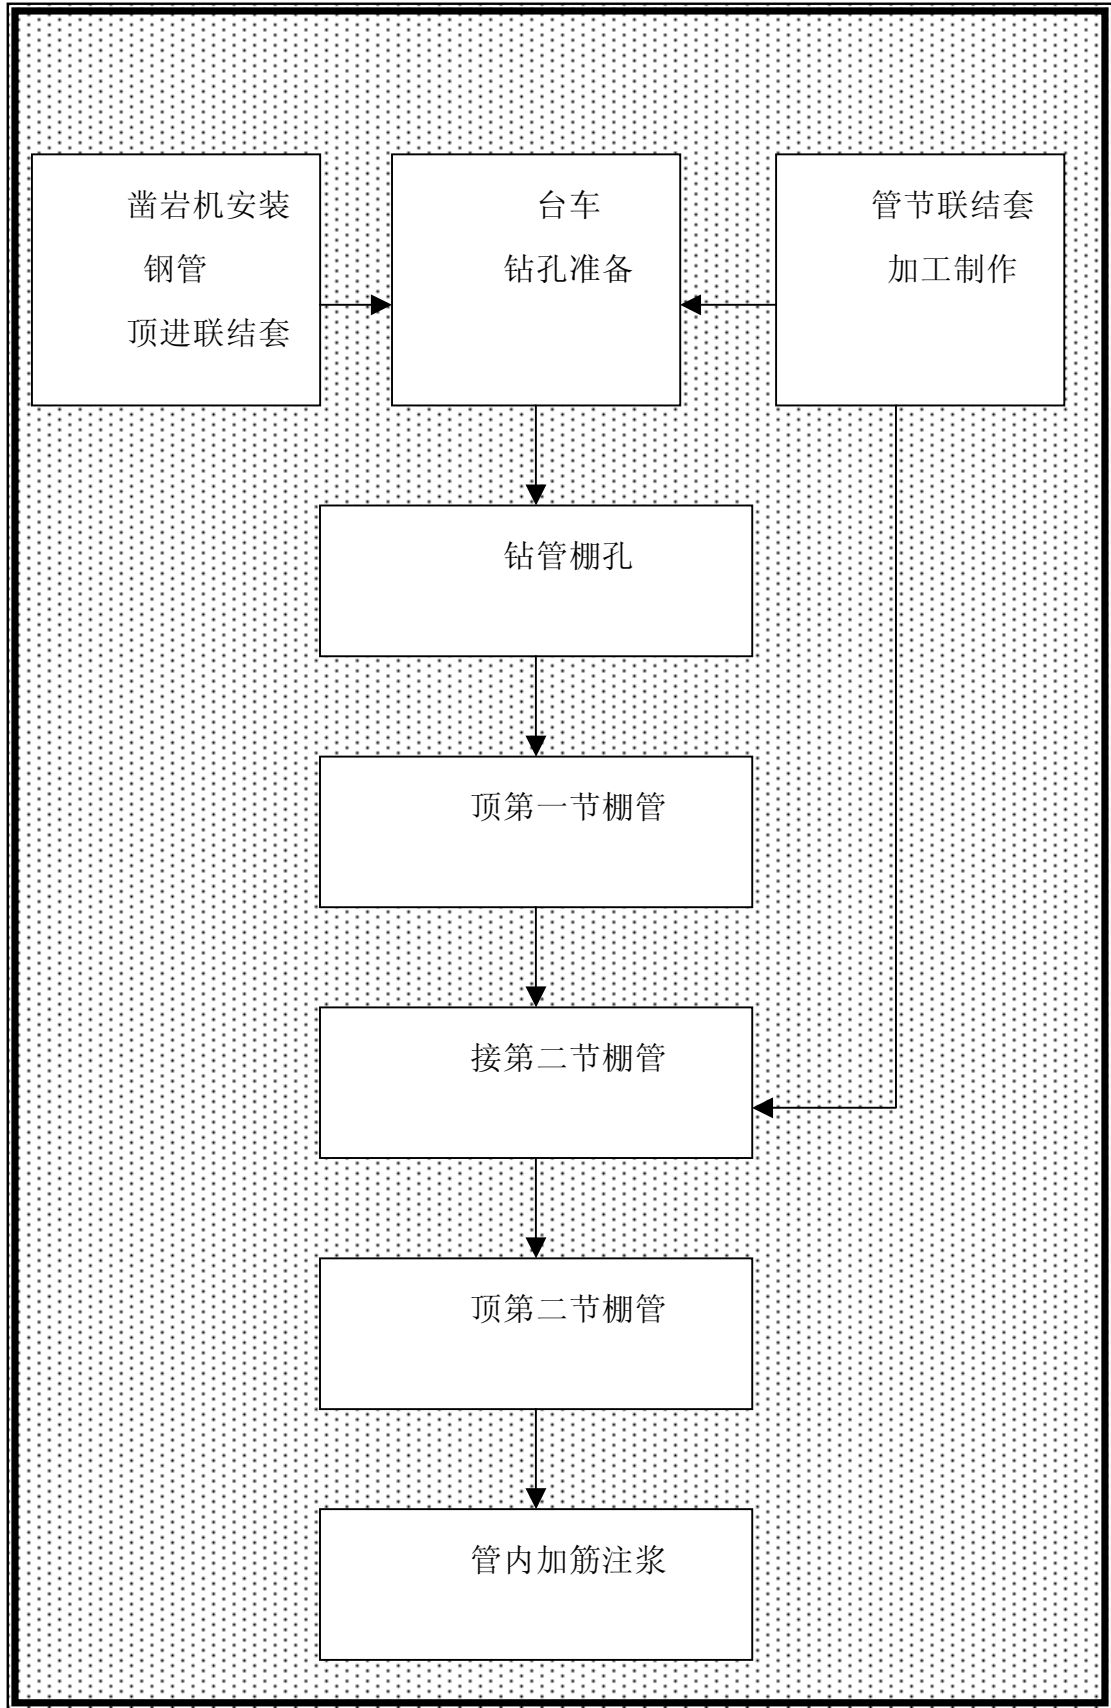 凿岩机安装
钢管
顶进联结套
台车
钻孔准备
管节联结套
加工制作
钻管棚孔
顶第一节棚管
接第二节棚管
顶第二节棚管
管内加筋注浆